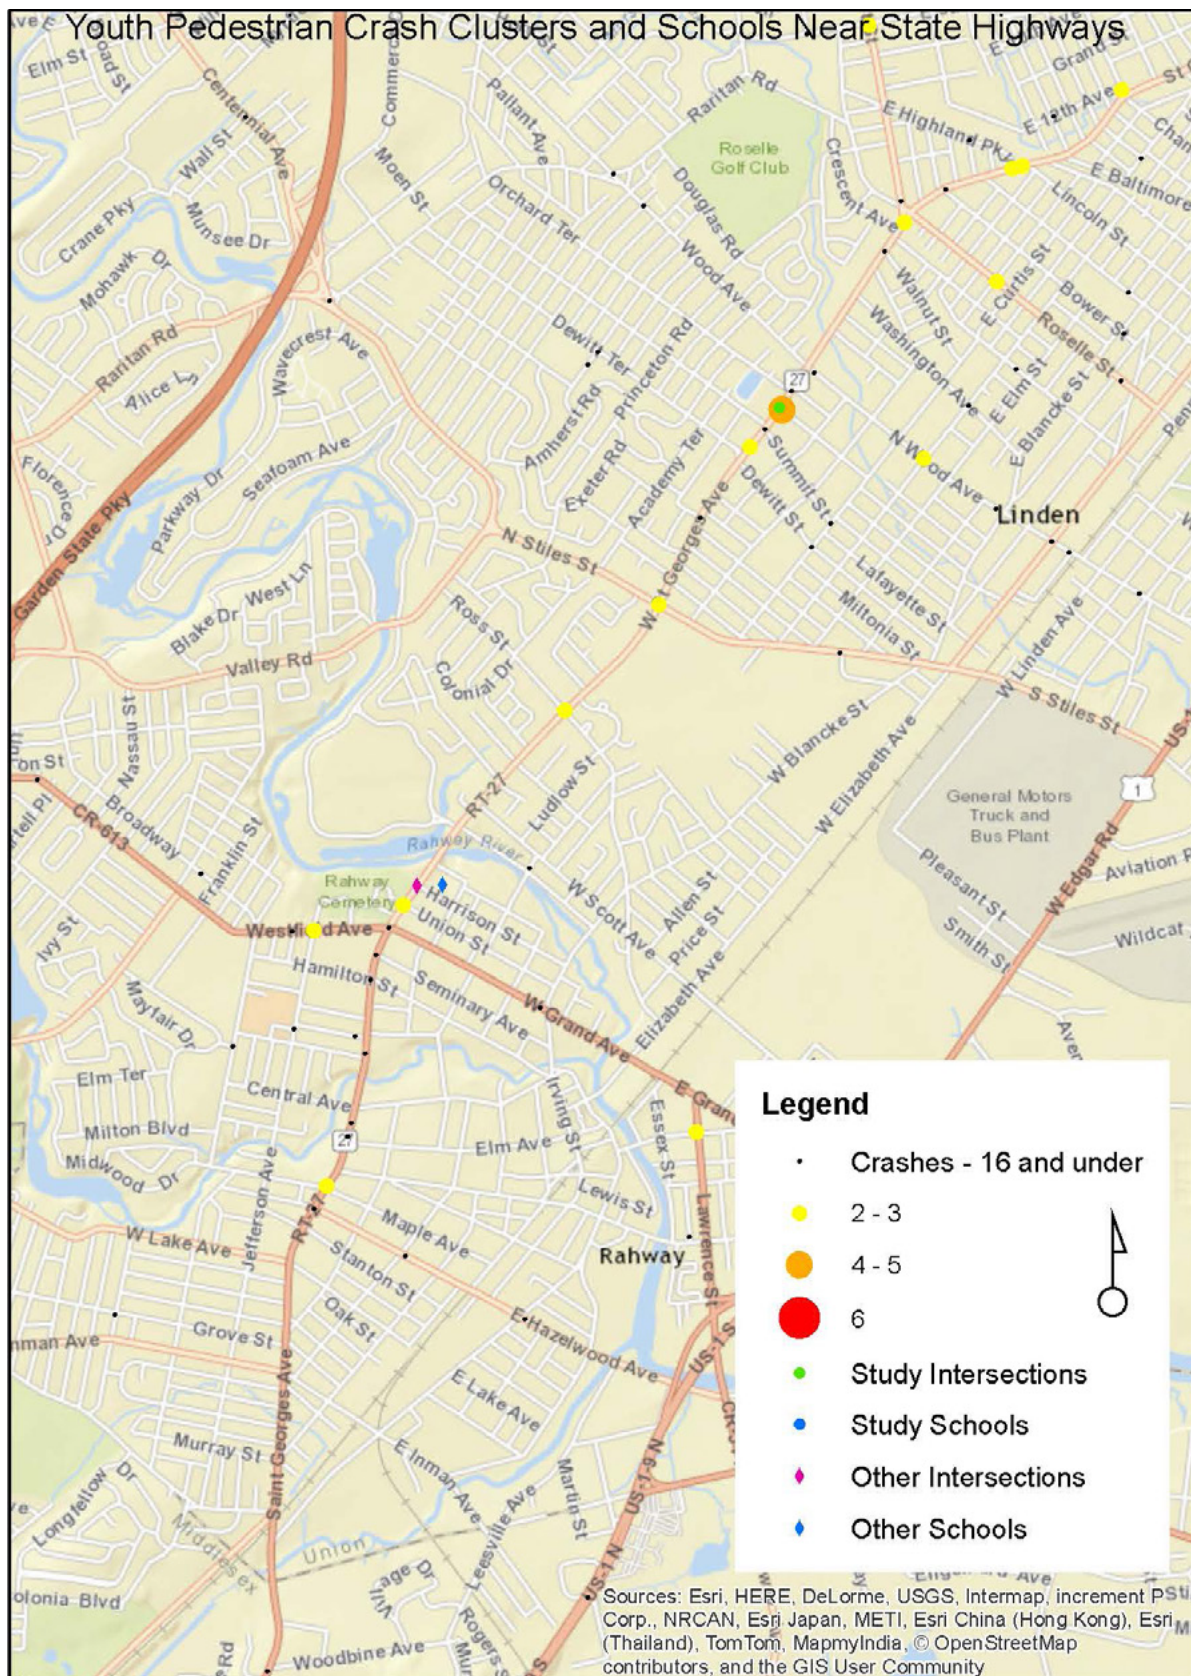 Youth Pedestrian Crash Clusters and Schools Near State Highways
Elm St
Centennial Ave
Wall St
Crane Pky
Munsee Dr
Mohawk Dr
Raritan Rd
Alice Ln
Wavecrest Ave
Seafoam Ave
Parkway Dr
Garden State Pky
Moen St
Pallant Ave
Orchard Ter
Raritan Rd
Roselle
Golf Club
Douglas Rd
Wood Ave
Crescent Ave
E Highland Pky
E 12th Ave
Grand St
E Baltimore
Lincoln St
E Curtis St
Bower St
Roselle St
Walnut St
Washington Ave
E Elm St
E Blancke St
Dewitt Ter
Princeton Rd
Amherst Rd
Exeter Rd
Academy Ter
27
Summit St
Dewitt St
N Wood Ave
Linden
N Stiles St
West Georges Ave
Lafayette St
Miltonia St
W Linden Ave
S Stiles St
Blake Dr
West Ln
Valley Rd
Ross St
Colonial Dr
Nassau St
Broadway
CR-613
Franklin St
RT-27
Ludlow St
W Blancke St
W Elizabeth Ave
General Motors
Truck and
Bus Plant
1
W Edgar Rd
Pleasant St
Smith St
Wildcat
Rahway River
Rahway
Cemetery
Harrison St
Union St
W Scott Ave
Allen St
Price St
Elizabeth Ave
Westfield Ave
Ivy St
Hamilton St
Seminary Ave
W Grand Ave
Mayfair Dr
Elm Ter
Central Ave
Milton Blvd
27
Midwood Dr
Jefferson Ave
Elm Ave
Irving St
Essex St
Lewis St
Lawrence St
RT-27
Maple Ave
W Lake Ave
Stanton St
Rahway
Oak St
Grove St
E Hazelwood Ave
E Lake Ave
US-1 S
Murray St
Saint Georges Ave
E Inman Ave
Leesville Ave
Martin St
US-1-9 N
Longfellow Dr
Middlesex
Union
US-1 N
Woodbine Ave
Rogers S
Legend
Crashes - 16 and under
2 - 3
4 - 5
6
Study Intersections
Study Schools
Other Intersections
Other Schools
Sources: Esri, HERE, DeLorme, USGS, Intermap, increment P
Corp., NRCAN, Esri Japan, METI, Esri China (Hong Kong), Esri
(Thailand), TomTom, MapmyIndia, © OpenStreetMap
contributors, and the GIS User Community